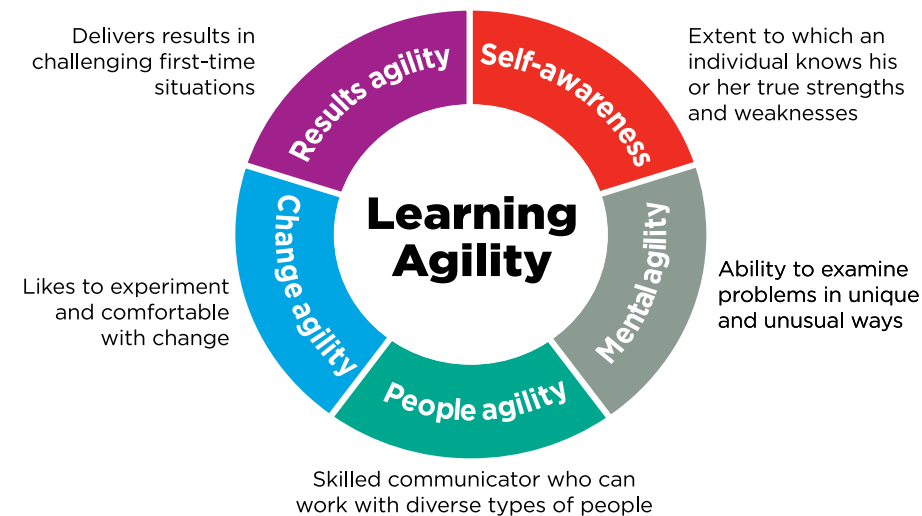 Delivers results in
challenging first-time
situations
Results agility
Self-awareness
Extent to which an
individual knows his
or her true strengths
and weaknesses
Learning
Agility
Change agility
Likes to experiment
and comfortable
with change
Mental agility
Ability to examine
problems in unique
and unusual ways
People agility
Skilled communicator who can
work with diverse types of people